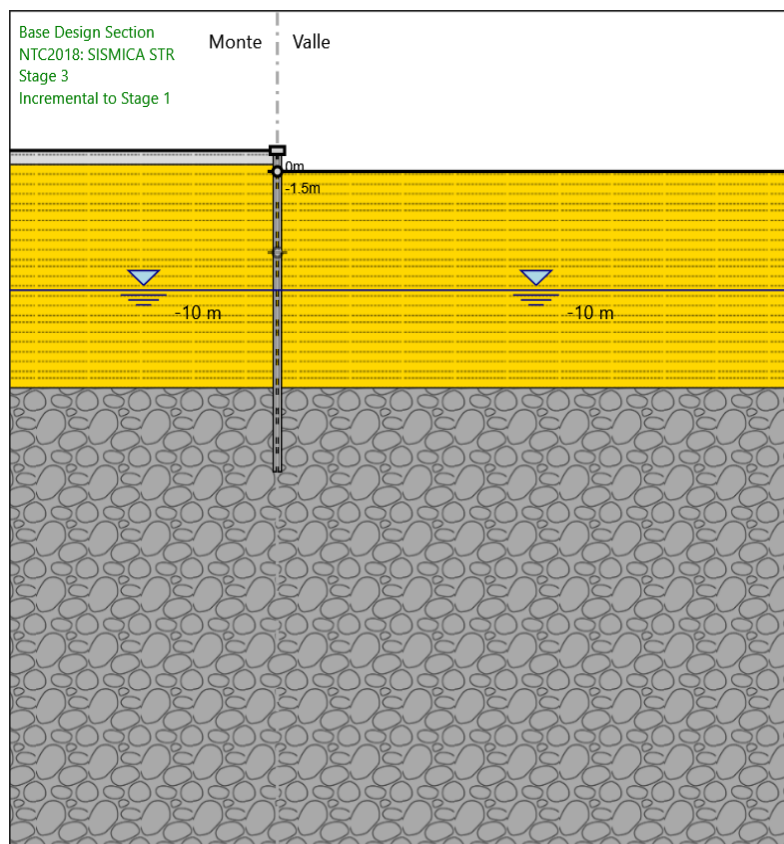 Base Design Section
NTC2018: SISMICA STR
Stage 3
Incremental to Stage 1
Monte
Valle
0m
-1.5m
-10 m
-10 m